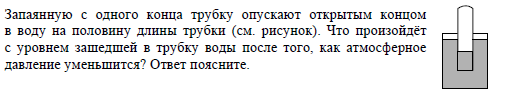 Запаянную с одного конца трубку опускают открытым концом
в воду на половину длины трубки (см. рисунок). Что произойдёт
с уровнем зашедшей в трубку воды после того, как атмосферное
давление уменьшится? Ответ поясните.